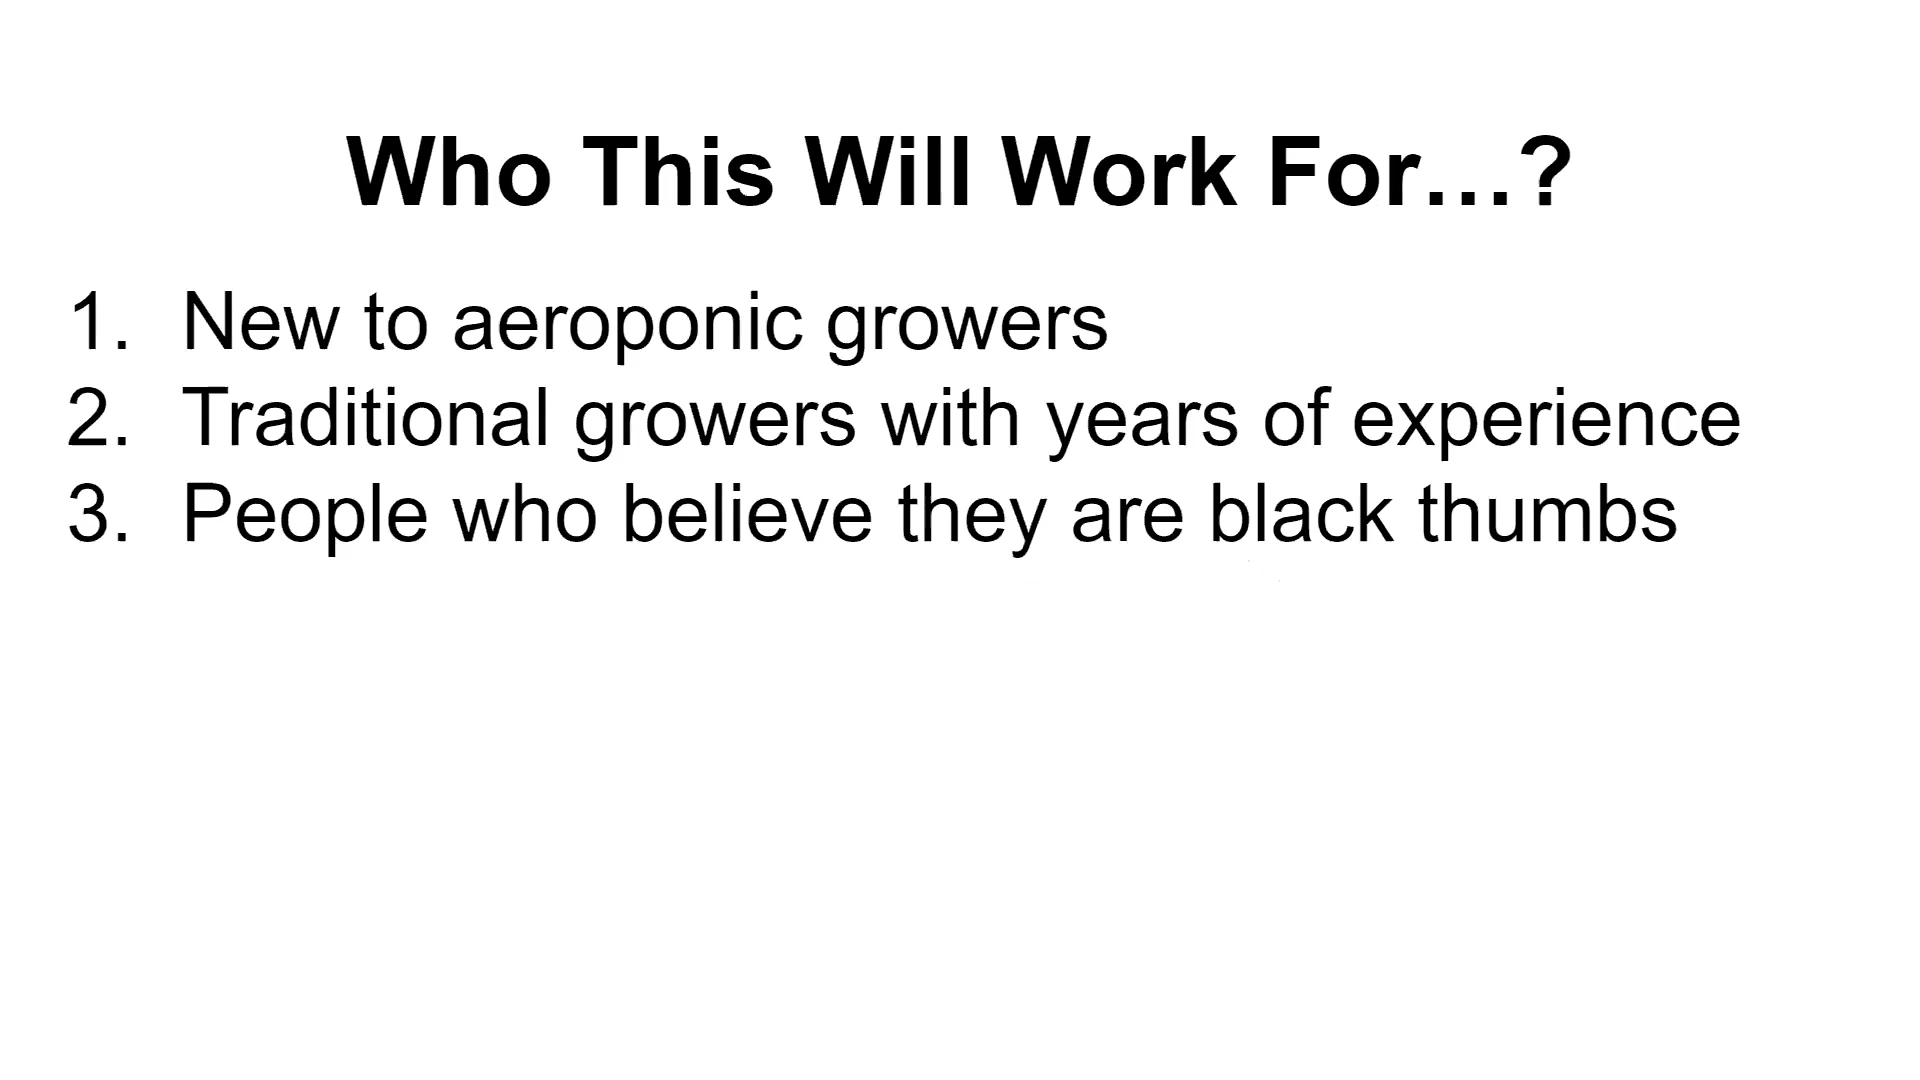 Who This Will Work For…?
1. New to aeroponic growers
2. Traditional growers with years of experience
3. People who believe they are black thumbs